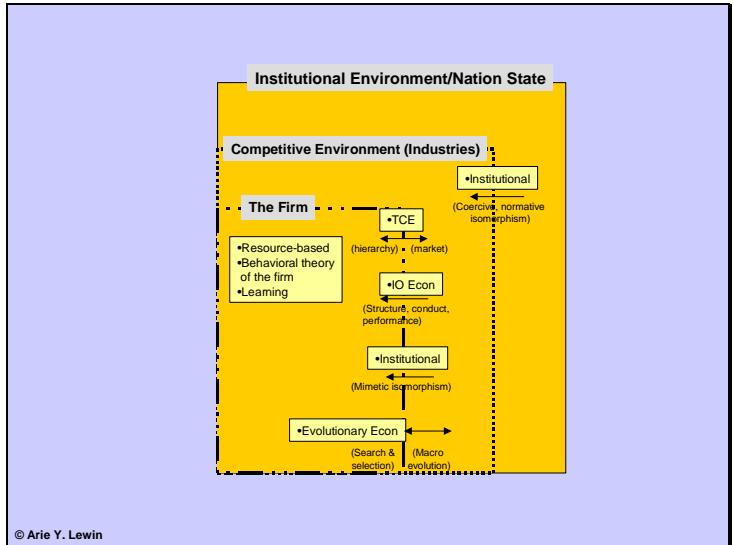 Institutional Environment/Nation State
Competitive Environment (Industries)
•Institutional
(Coercive, normative
isomorphism)
The Firm
•TCE
(hierarchy) (market)
•Resource-based
•Behavioral theory
of the firm
•Learning
•IO Econ
(Structure, conduct,
performance)
•Institutional
(Mimetic isomorphism)
•Evolutionary Econ
(Search & (Macro
selection) evolution)
© Arie Y. Lewin